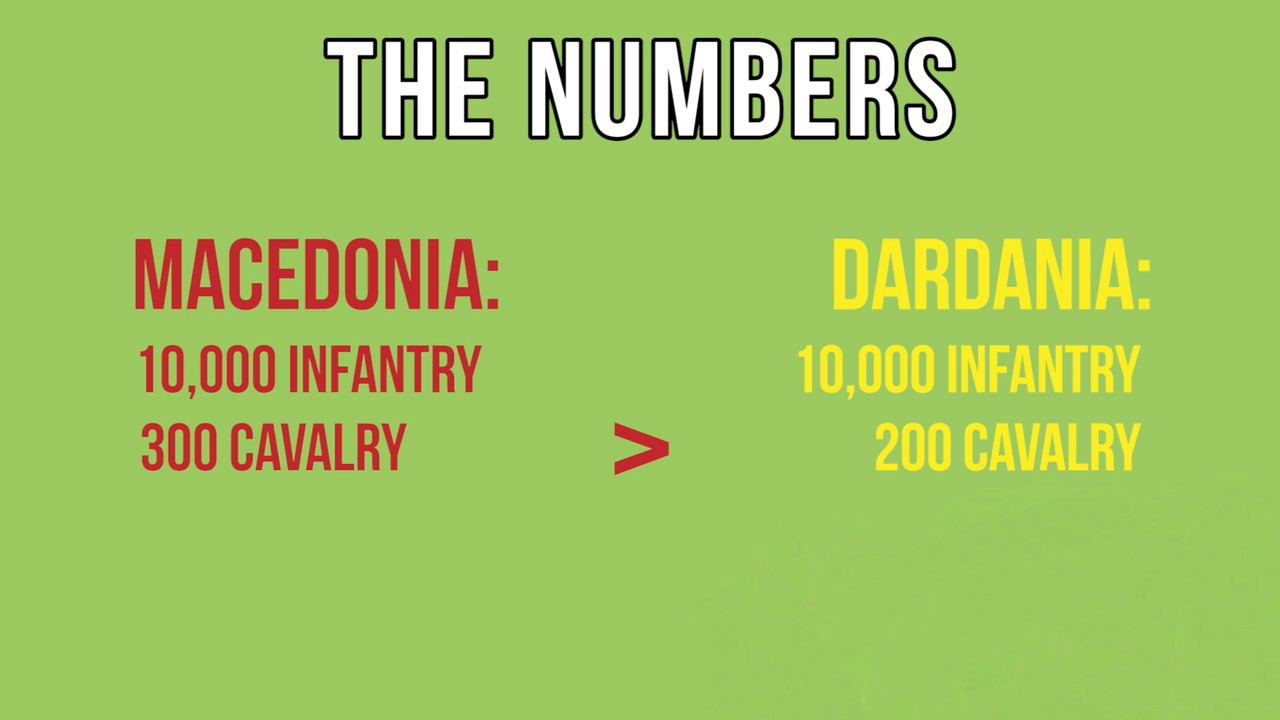 THE NUMBERS
MACEDONIA:
10,000 INFANTRY
300 CAVALRY
>
DARDANIA:
10,000 INFANTRY
200 CAVALRY